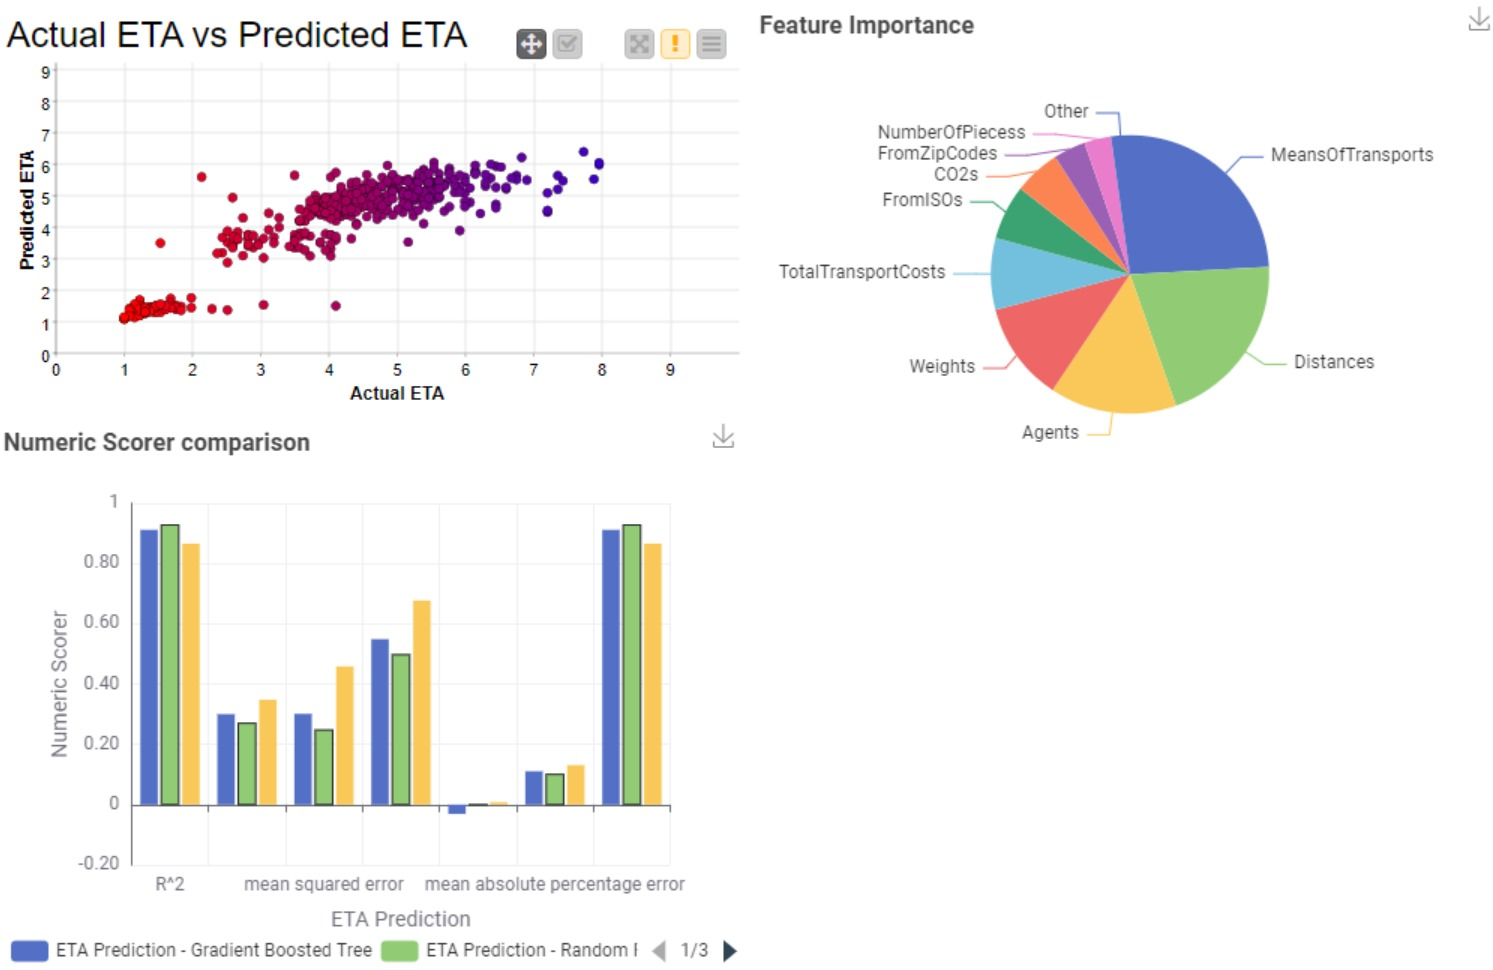 Actual ETA vs Predicted ETA
!
9
8
7
6
5
4
3
2
1
0
Predicted ETA
0 1 2 3 4 5 6 7 8 9
Actual ETA
Feature Importance
Other
NumberOfPiecess
FromZipCodes
CO2s
FromISOs
TotalTransportCosts
Weights
Agents
MeansOfTransports
Distances
Numeric Scorer comparison
1
0.80
0.60
0.40
0.20
0
-0.20
Numeric Scorer
R^2 mean squared error mean absolute percentage error
ETA Prediction
ETA Prediction - Gradient Boosted Tree ETA Prediction - Random 1/3